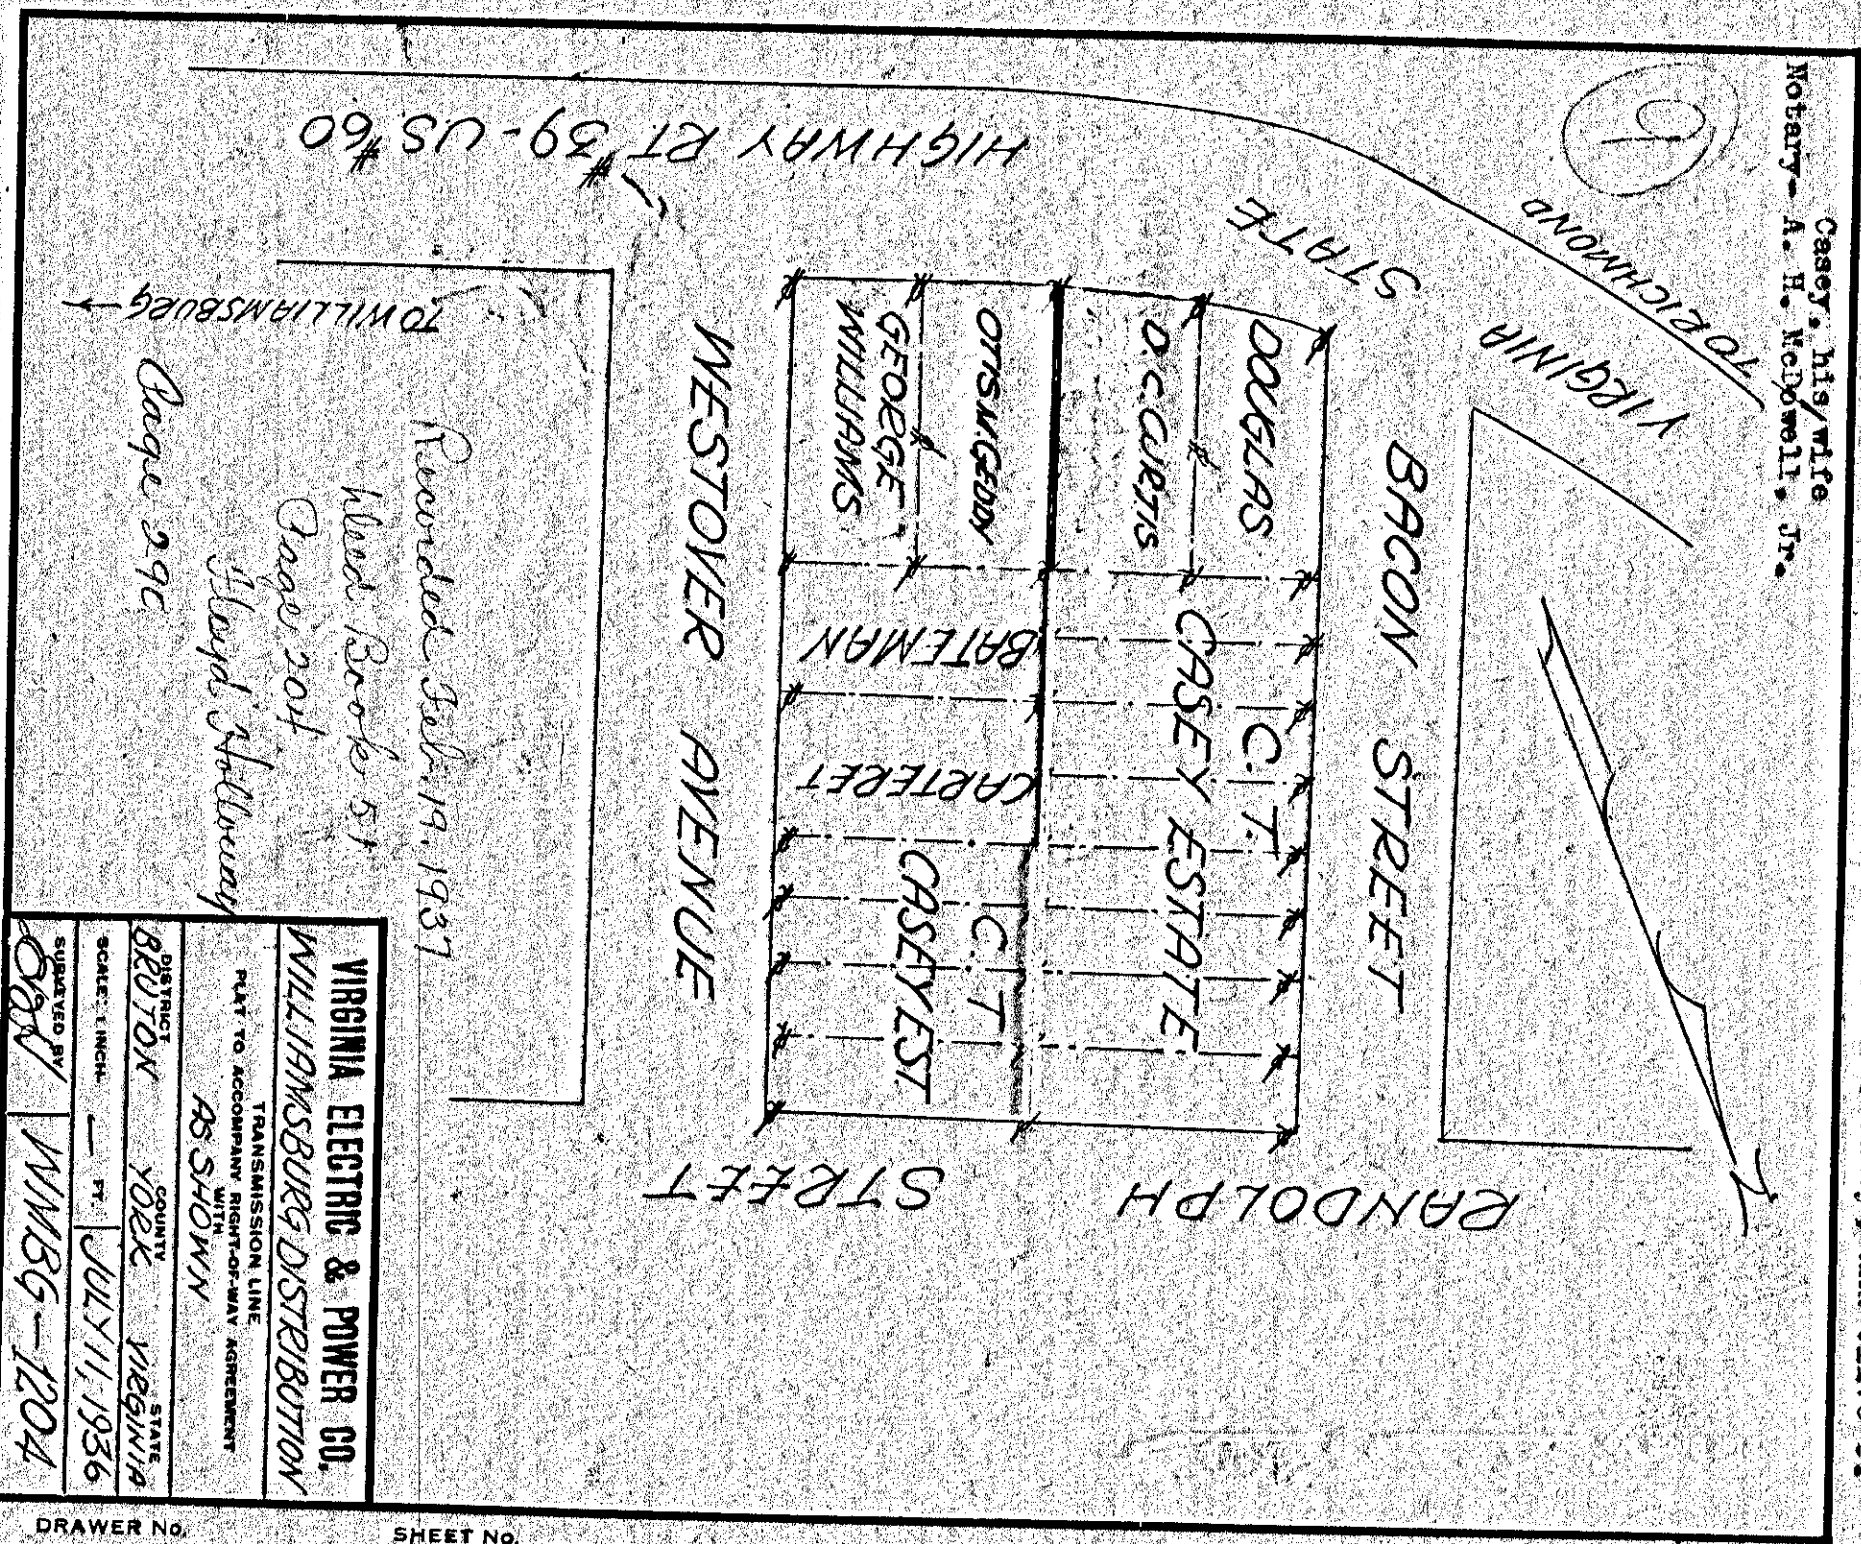 Casey, his/wife
Notary- A. H. McDowell, Jr.
9
TO RICHMOND
VIRGINIA STATE HIGHWAY RT #39 - U.S #60
TO WILLIAMSBURG
BACON STREET
DOUGLAS
D.C. CURTIS
OTIS W. GEDDY
GEORGE
WILLIAMS
C. T.
CASEY ESTATE
BATEMAN
CARTERET
C. T.
CASEY EST.
WESTOVER AVENUE
RANDOLPH STREET
N
Recorded Feb. 19. 1937
Deed Book 51
Page 204
Floyd Holloway
Page 290
VIRGINIA ELECTRIC & POWER CO.
WILLIAMSBURG DISTRIBUTION
TRANSMISSION LINE
PLAT TO ACCOMPANY RIGHT-OF-WAY AGREEMENT
WITH
AS SHOWN
DISTRICT COUNTY STATE
BRUTON YORK VIRGINIA
SCALE: 1 INCH — FT. JULY 11, 1936
SURVEYED BY
WMBG-1204
DRAWER No.
SHEET No.